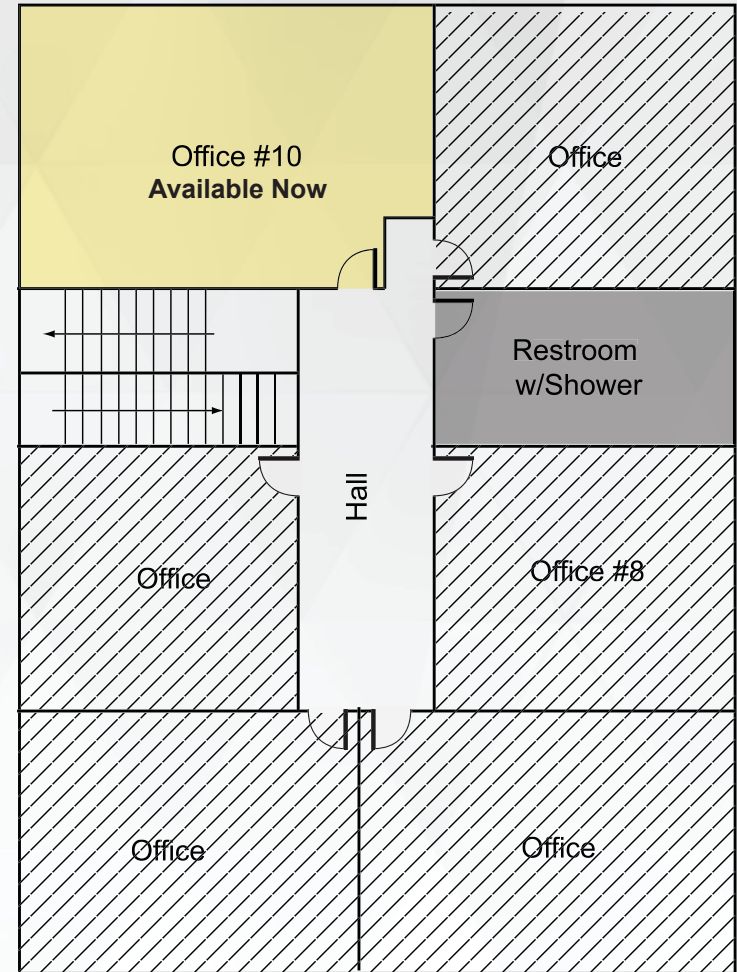 Office #10
Available Now
Office
Restroom
w/Shower
Hall
Office
Office #8
Office
Office